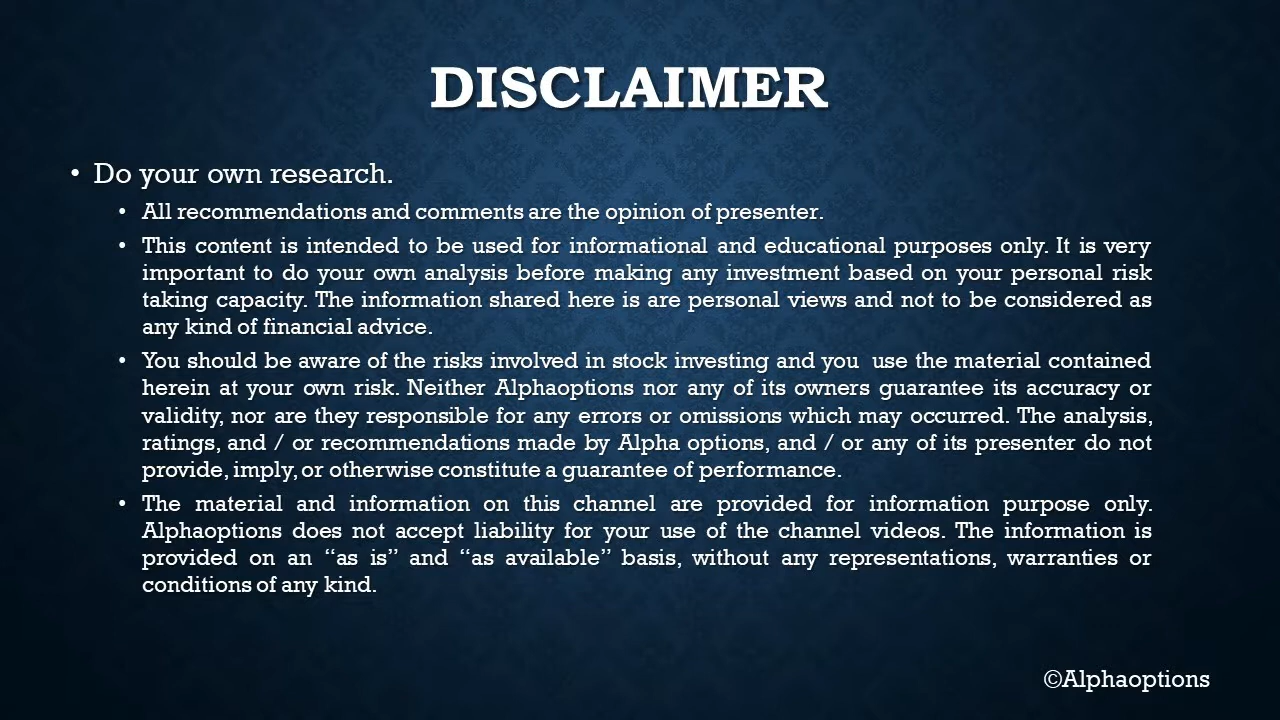 DISCLAIMER
• Do your own research.
• All recommendations and comments are the opinion of presenter.
• This content is intended to be used for informational and educational purposes only. It is very
important to do your own analysis before making any investment based on your personal risk
taking capacity. The information shared here is are personal views and not to be considered as
any kind of financial advice.
• You should be aware of the risks involved in stock investing and you  use the material contained
herein at your own risk. Neither Alphaoptions nor any of its owners guarantee its accuracy or
validity, nor are they responsible for any errors or omissions which may occurred. The analysis,
ratings, and / or recommendations made by Alpha options, and / or any of its presenter do not
provide, imply, or otherwise constitute a guarantee of performance.
• The material and information on this channel are provided for information purpose only.
Alphaoptions does not accept liability for your use of the channel videos. The information is
provided on an “as is” and “as available” basis, without any representations, warranties or
conditions of any kind.
©Alphaoptions